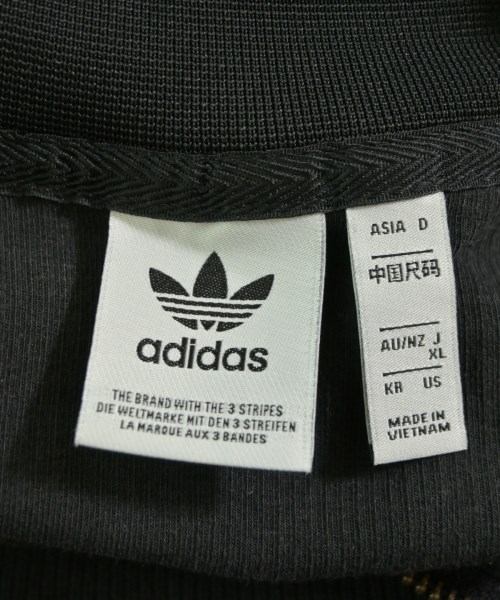 adidas
THE BRAND WITH THE 3 STRIPES
DIE WELTMARKE MIT DEN 3 STREIFEN
LA MARQUE AUX 3 BANDES
ASIA D
中国尺码
AU/NZ J
XL
KR US
MADE IN
VIETNAM